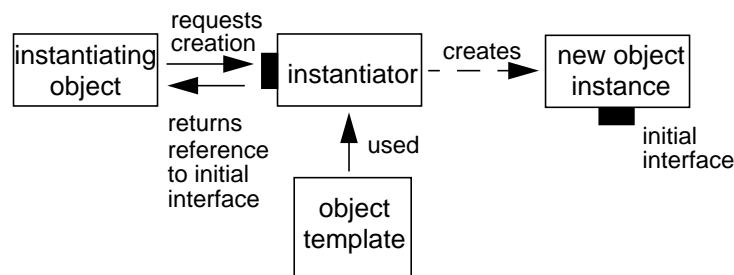 requests
creation
instantiating
object
instantiator
creates
new object
instance
returns
reference
to initial
interface
used
initial
interface
object
template